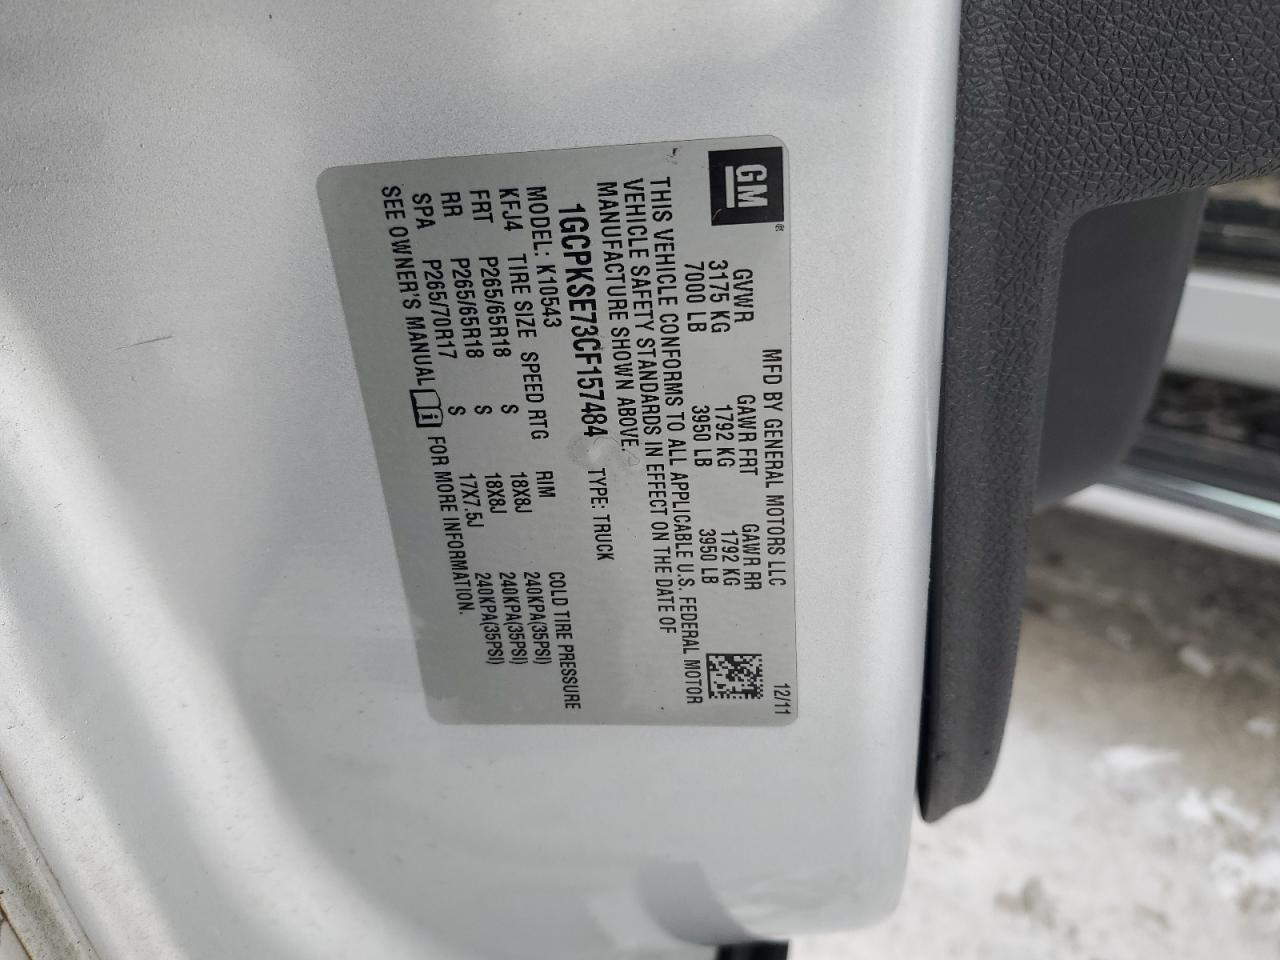 GM®
MFD BY GENERAL MOTORS LLC 12/11
GVWR GAWR FRT GAWR RR
3175 KG 1792 KG 1792 KG
7000 LB 3950 LB 3950 LB
THIS VEHICLE CONFORMS TO ALL APPLICABLE U.S. FEDERAL MOTOR
VEHICLE SAFETY STANDARDS IN EFFECT ON THE DATE OF
MANUFACTURE SHOWN ABOVE.
1GCPKSE73CF157484 TYPE: TRUCK
MODEL: K10543
KFJ4 TIRE SIZE SPEED RTG RIM COLD TIRE PRESSURE
FRT P265/65R18 S 18X8J 240KPA(35PSI)
RR P265/65R18 S 18X8J 240KPA(35PSI)
SPA P265/70R17 S 17X7.5J 240KPA(35PSI)
SEE OWNER'S MANUAL i FOR MORE INFORMATION.